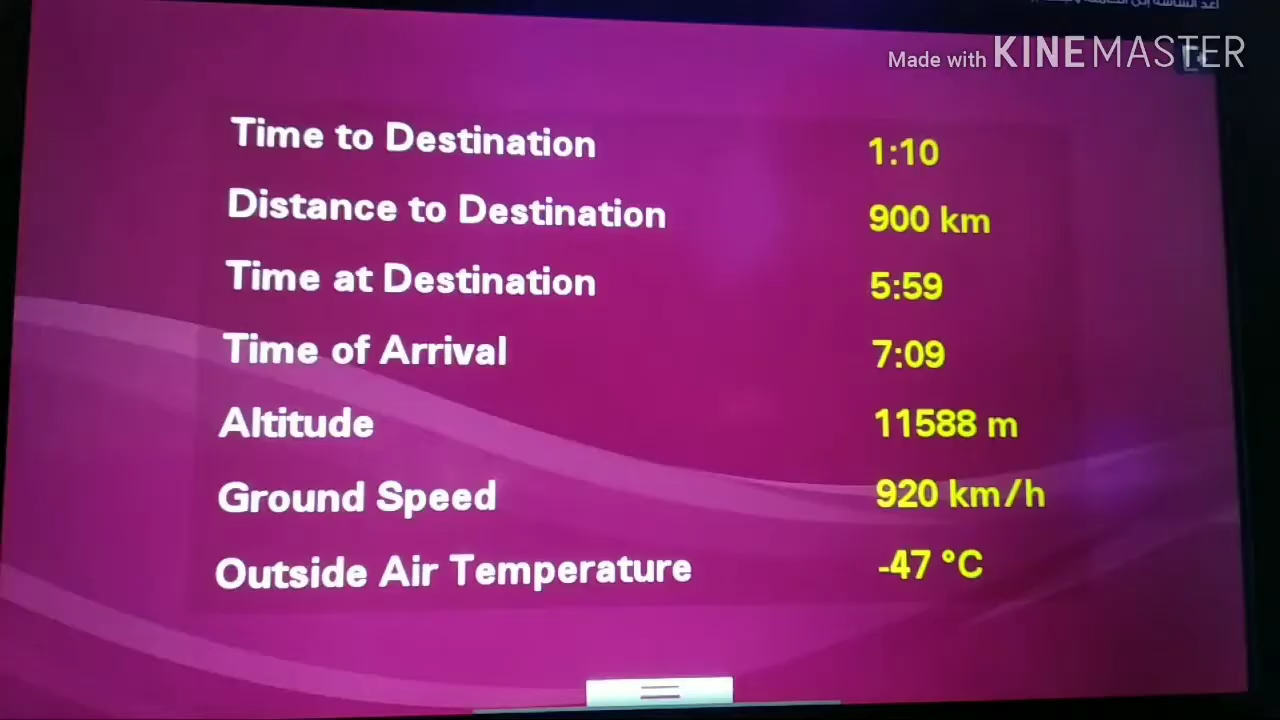 Made with KINEMASTER
Time to Destination 1:10
Distance to Destination 900 km
Time at Destination 5:59
Time of Arrival 7:09
Altitude 11588 m
Ground Speed 920 km/h
Outside Air Temperature -47 °C